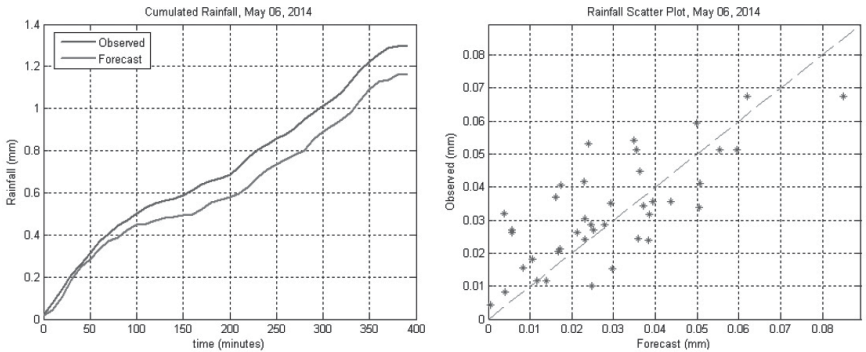 Cumulated Rainfall, May 06, 2014
1.4
1.2
1
0.8
0.6
0.4
0.2
0
Rainfall (mm)
Observed
Forecast
0 50 100 150 200 250 300 350 400
time (minutes)
Rainfall Scatter Plot, May 06, 2014
0.08
0.07
0.06
0.05
0.04
0.03
0.02
0.01
0
Observed (mm)
0 0.01 0.02 0.03 0.04 0.05 0.06 0.07 0.08
Forecast (mm)